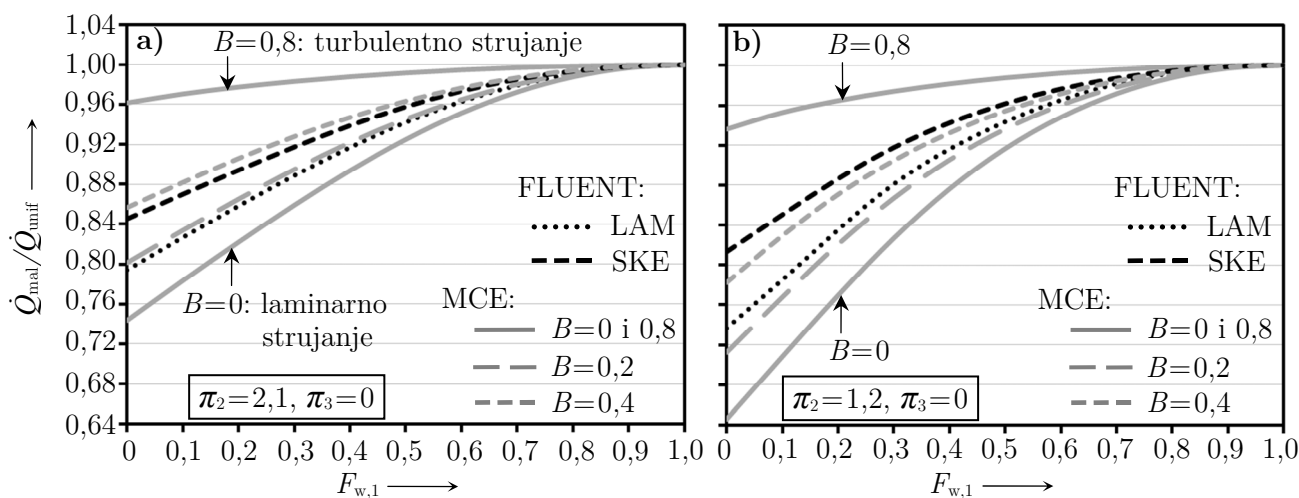 a)
B=0,8: turbulentno strujanje
1,04
1,00
0,96
0,92
0,88
0,84
0,80
0,76
0,72
0,68
0,64
Q̇mal/Q̇unif
FLUENT:
LAM
SKE
B=0: laminarno
strujanje
MCE:
B=0 i 0,8
B=0,2
B=0,4
π₂=2,1, π₃=0
0 0,1 0,2 0,3 0,4 0,5 0,6 0,7 0,8 0,9 1,0
Fw,1
b)
B=0,8
FLUENT:
LAM
SKE
B=0
MCE:
B=0 i 0,8
B=0,2
B=0,4
π₂=1,2, π₃=0
0 0,1 0,2 0,3 0,4 0,5 0,6 0,7 0,8 0,9 1,0
Fw,1